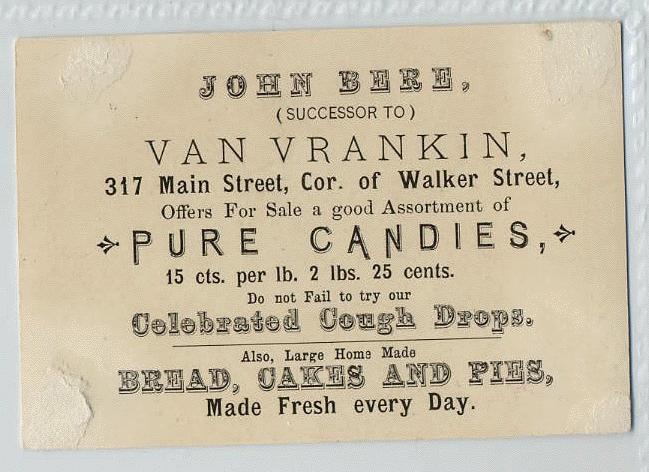 JOHN BERE,
(SUCCESSOR TO)
VAN VRANKIN,
317 Main Street, Cor. of Walker Street,
Offers For Sale a good Assortment of
PURE CANDIES,
15 cts. per lb. 2 lbs. 25 cents.
Do not Fail to try our
Celebrated Cough Drops.
Also, Large Home Made
BREAD, CAKES AND PIES,
Made Fresh every Day.